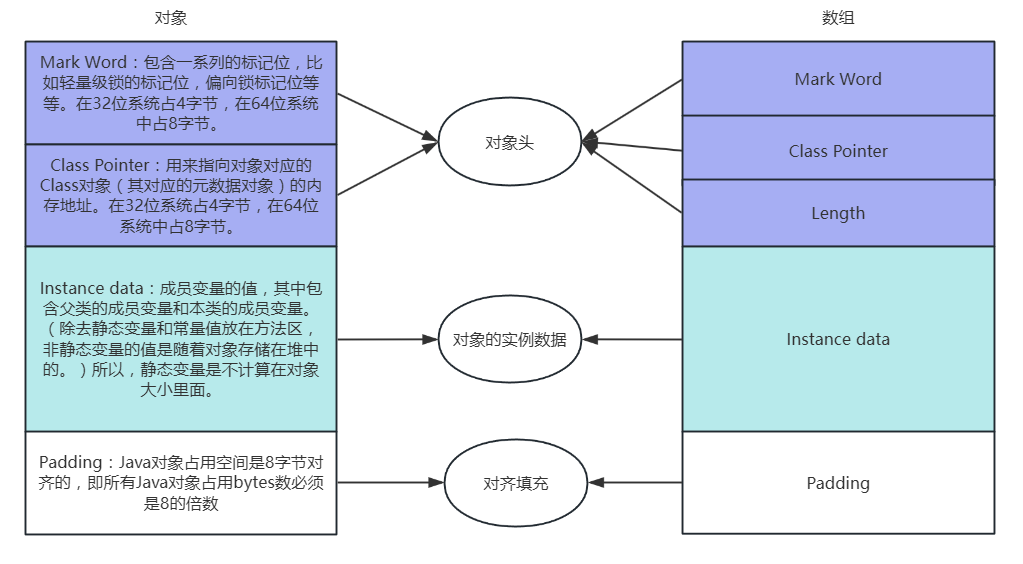 对象
数组
Mark Word：包含一系列的标记位，比
如轻量级锁的标记位，偏向锁标记位等
等。在32位系统占4字节，在64位系统
中占8字节。
Class Pointer：用来指向对象对应的
Class对象（其对应的元数据对象）的内
存地址。在32位系统占4字节，在64位
系统中占8字节。
Instance data：成员变量的值，其中包
含父类的成员变量和本类的成员变量。
（除去静态变量和常量值放在方法区，
非静态变量的值是随着对象存储在堆中
的。）所以，静态变量是不计算在对象
大小里面。
Padding：Java对象占用空间是8字节对
齐的，即所有Java对象占用bytes数必须
是8的倍数
对象头
对象的实例数据
对齐填充
Mark Word
Class Pointer
Length
Instance data
Padding